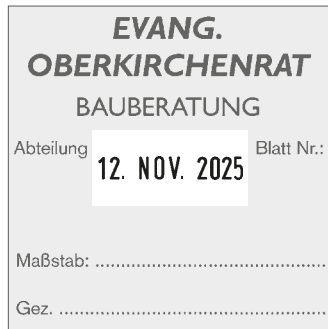 EVANG.
OBERKIRCHENRAT
BAUBERATUNG
Abteilung 12. NOV. 2025 Blatt Nr.:
Maßstab: ..........................................
Gez. ................................................